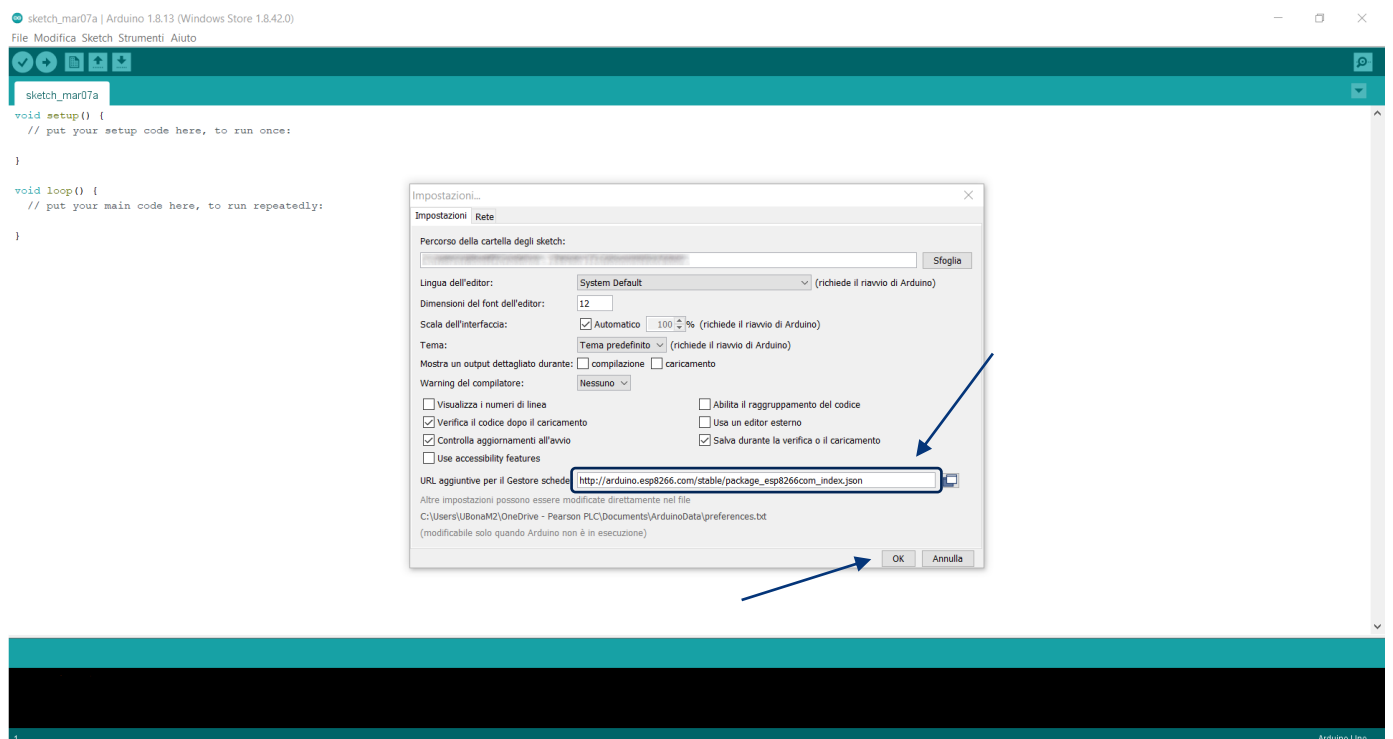 sketch_mar07a | Arduino 1.8.13 (Windows Store 1.8.42.0)
File Modifica Sketch Strumenti Aiuto
sketch_mar07a
void setup() {
// put your setup code here, to run once:
}
void loop() {
// put your main code here, to run repeatedly:
}
Impostazioni...
Impostazioni Rete
Percorso della cartella degli sketch:
Sfoglia
Lingua dell'editor: System Default (richiede il riavvio di Arduino)
Dimensioni del font dell'editor: 12
Scala dell'interfaccia: Automatico 100 % (richiede il riavvio di Arduino)
Tema: Tema predefinito (richiede il riavvio di Arduino)
Mostra un output dettagliato durante: compilazione caricamento
Warning del compilatore: Nessuno
Visualizza i numeri di linea Abilita il raggruppamento del codice
Verifica il codice dopo il caricamento Usa un editor esterno
Controlla aggiornamenti all'avvio Salva durante la verifica o il caricamento
Use accessibility features
URL aggiuntive per il Gestore schede http://arduino.esp8266.com/stable/package_esp8266com_index.json
Altre impostazioni possono essere modificate direttamente nel file
C:\Users\UBonaM2\OneDrive - Pearson PLC\Documents\ArduinoData\preferences.txt
(modificabile solo quando Arduino non è in esecuzione)
OK Annulla
1 Arduino Uno